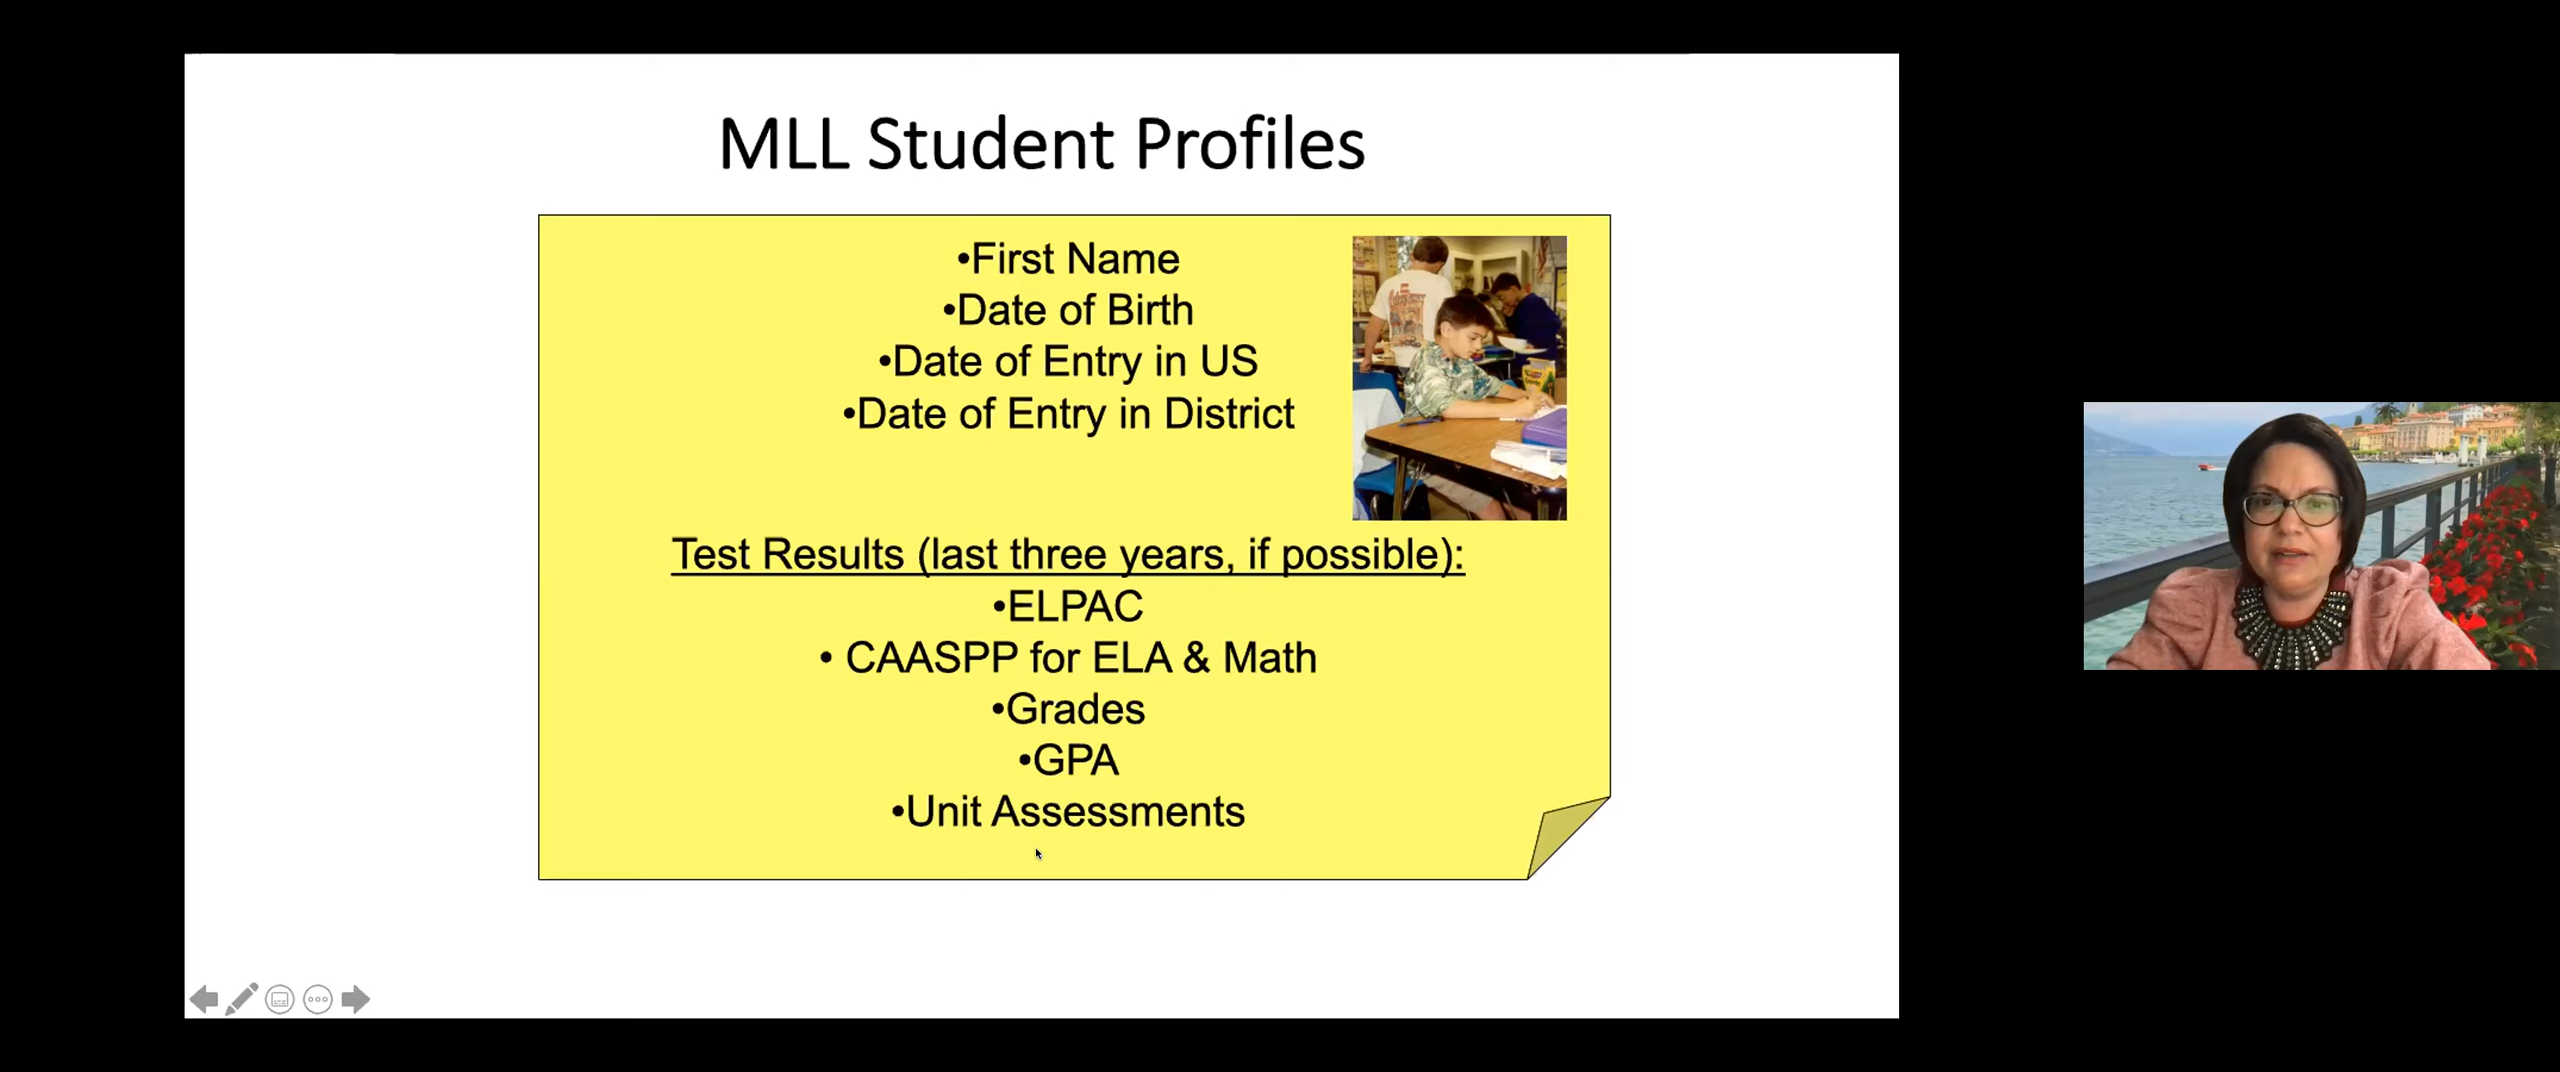 MLL Student Profiles
•First Name
•Date of Birth
•Date of Entry in US
•Date of Entry in District
Test Results (last three years, if possible):
•ELPAC
• CAASPP for ELA & Math
•Grades
•GPA
•Unit Assessments